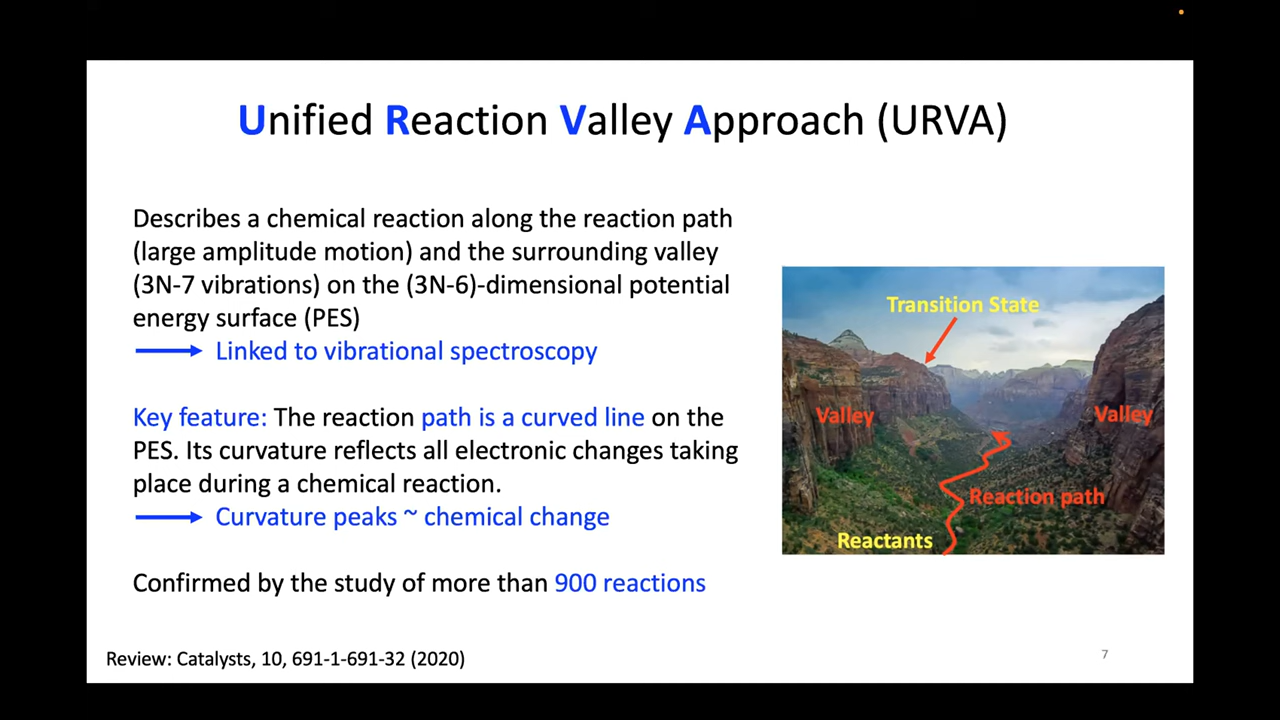 Unified Reaction Valley Approach (URVA)
Describes a chemical reaction along the reaction path
(large amplitude motion) and the surrounding valley
(3N-7 vibrations) on the (3N-6)-dimensional potential
energy surface (PES)
Linked to vibrational spectroscopy
Key feature: The reaction path is a curved line on the
PES. Its curvature reflects all electronic changes taking
place during a chemical reaction.
Curvature peaks ~ chemical change
Confirmed by the study of more than 900 reactions
Transition State
Valley
Valley
Reaction path
Reactants
Review: Catalysts, 10, 691-1-691-32 (2020)
7